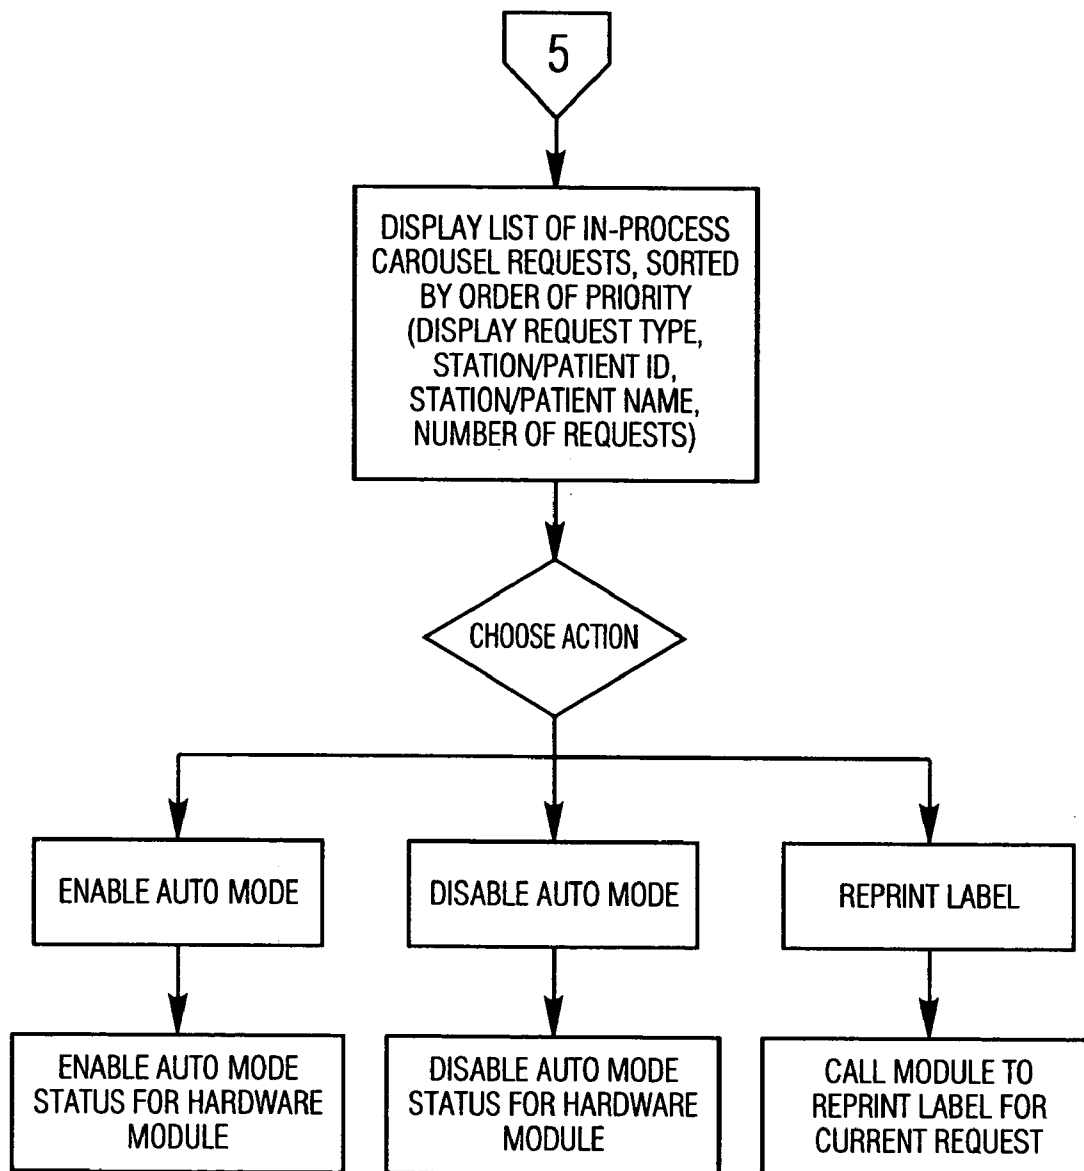 5
DISPLAY LIST OF IN-PROCESS
CAROUSEL REQUESTS, SORTED
BY ORDER OF PRIORITY
(DISPLAY REQUEST TYPE,
STATION/PATIENT ID,
STATION/PATIENT NAME,
NUMBER OF REQUESTS)
CHOOSE ACTION
ENABLE AUTO MODE
DISABLE AUTO MODE
REPRINT LABEL
ENABLE AUTO MODE
STATUS FOR HARDWARE
MODULE
DISABLE AUTO MODE
STATUS FOR HARDWARE
MODULE
CALL MODULE TO
REPRINT LABEL FOR
CURRENT REQUEST